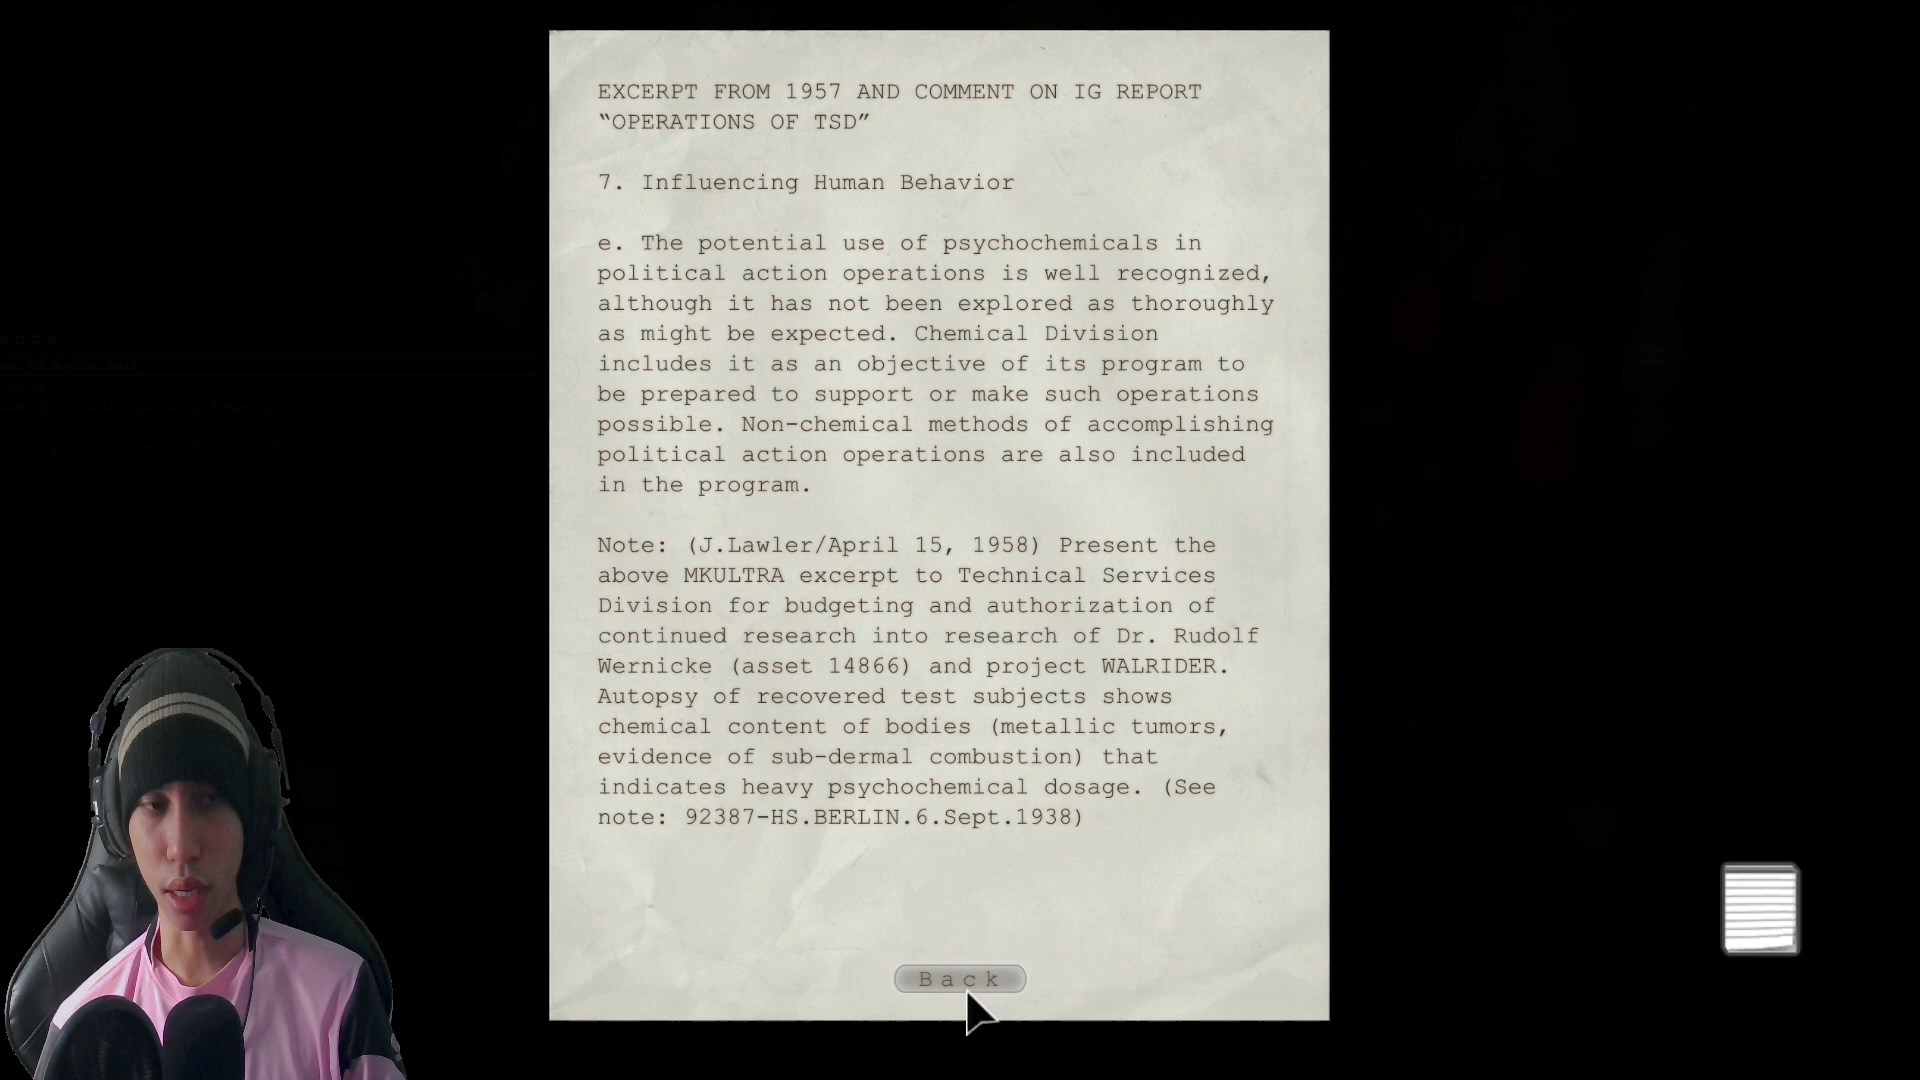 EXCERPT FROM 1957 AND COMMENT ON IG REPORT
“OPERATIONS OF TSD”
7. Influencing Human Behavior
e. The potential use of psychochemicals in
political action operations is well recognized,
although it has not been explored as thoroughly
as might be expected. Chemical Division
includes it as an objective of its program to
be prepared to support or make such operations
possible. Non-chemical methods of accomplishing
political action operations are also included
in the program.
Note: (J.Lawler/April 15, 1958) Present the
above MKULTRA excerpt to Technical Services
Division for budgeting and authorization of
continued research into research of Dr. Rudolf
Wernicke (asset 14866) and project WALRIDER.
Autopsy of recovered test subjects shows
chemical content of bodies (metallic tumors,
evidence of sub-dermal combustion) that
indicates heavy psychochemical dosage. (See
note: 92387-HS.BERLIN.6.Sept.1938)
Back